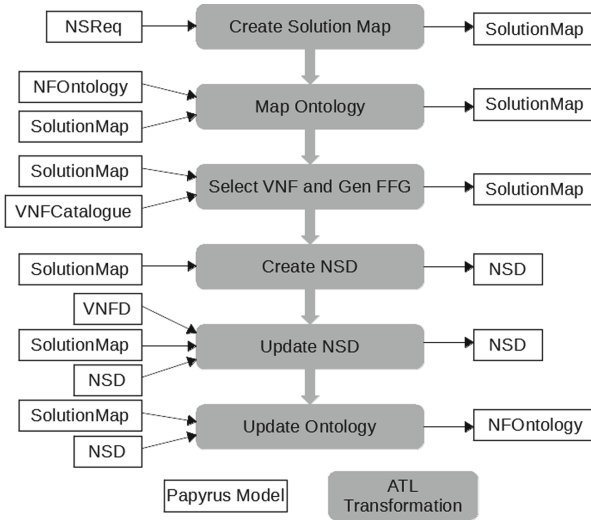 NSReq
Create Solution Map
SolutionMap
NFOntology
SolutionMap
Map Ontology
SolutionMap
SolutionMap
VNFCatalogue
Select VNF and Gen FFG
SolutionMap
SolutionMap
Create NSD
NSD
VNFD
SolutionMap
NSD
Update NSD
NSD
SolutionMap
NSD
Update Ontology
NFOntology
Papyrus Model
ATL
Transformation